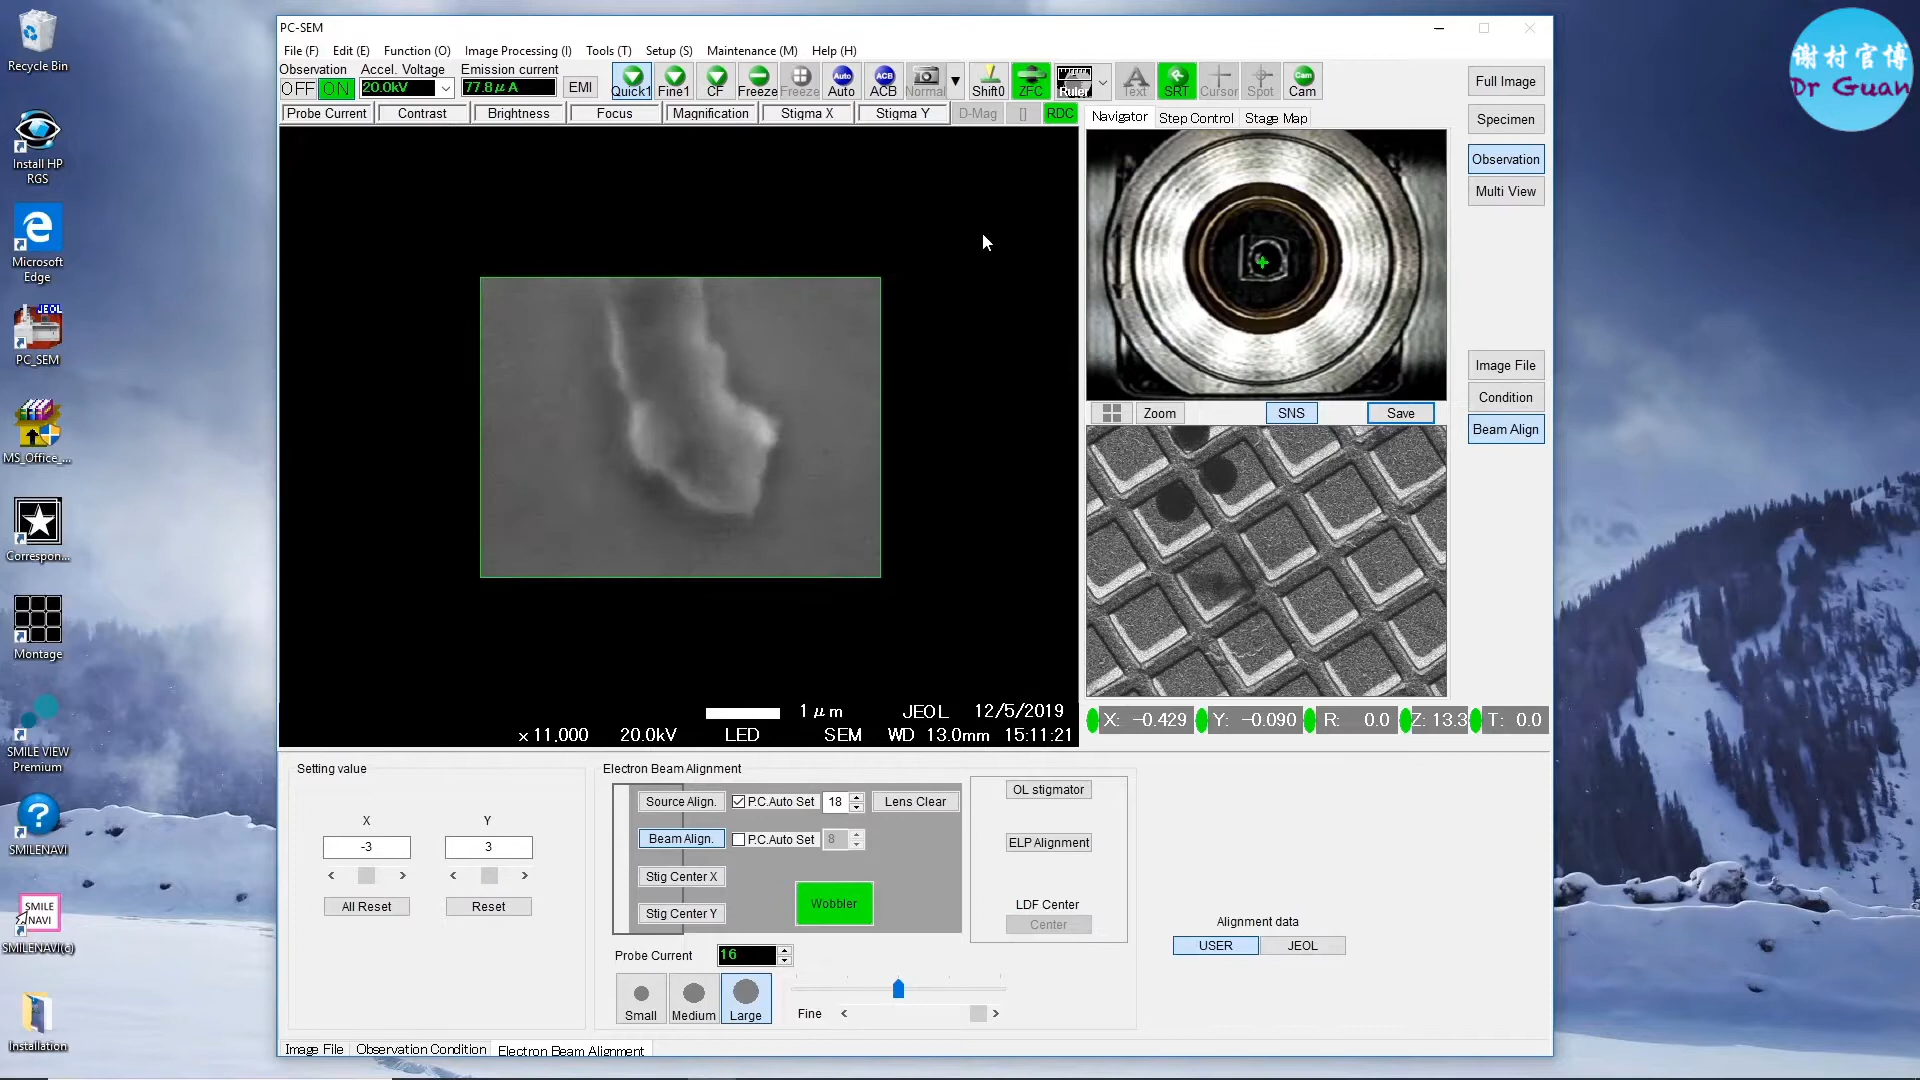 Recycle Bin
Install HP
RGS
Microsoft
Edge
JEOL
PC_SEM
MS_Office_...
Correspon...
Montage
SMILE VIEW
Premium
SMILENAVI
SMILE
NAVI
SMILENAVI(c)
Installation
PC-SEM
File (F) Edit (E) Function (O) Image Processing (I) Tools (T) Setup (S) Maintenance (M) Help (H)
Observation Accel. Voltage Emission current
OFF ON 20.0kV 77.8μA EMI
Quick1 Fine1 CF Freeze Freeze Auto Auto ACB ACB Normal Shift0 ZFC Ruler Text SRT Cursor Spot Cam Cam
Probe Current Contrast Brightness Focus Magnification Stigma X Stigma Y D-Mag [] RDC
Navigator Step Control Stage Map
Full Image
Specimen
Observation
Multi View
Image File
Condition
Beam Align
Zoom SNS Save
1μm JEOL 12/5/2019
x 11,000 20.0kV LED SEM WD 13.0mm 15:11:21
X: -0.429 Y: -0.090 R: 0.0 Z: 13.3 T: 0.0
Setting value
X Y
-3 3
< > < >
All Reset Reset
Electron Beam Alignment
Source Align. P.C.Auto Set 18 Lens Clear
Beam Align. P.C.Auto Set 8
Stig Center X
Stig Center Y
Wobbler
Probe Current 16
Small Medium Large
Fine < >
OL stigmator
ELP Alignment
LDF Center
Center
Alignment data
USER JEOL
Image File Observation Condition Electron Beam Alignment
谢村官博
Dr Guan